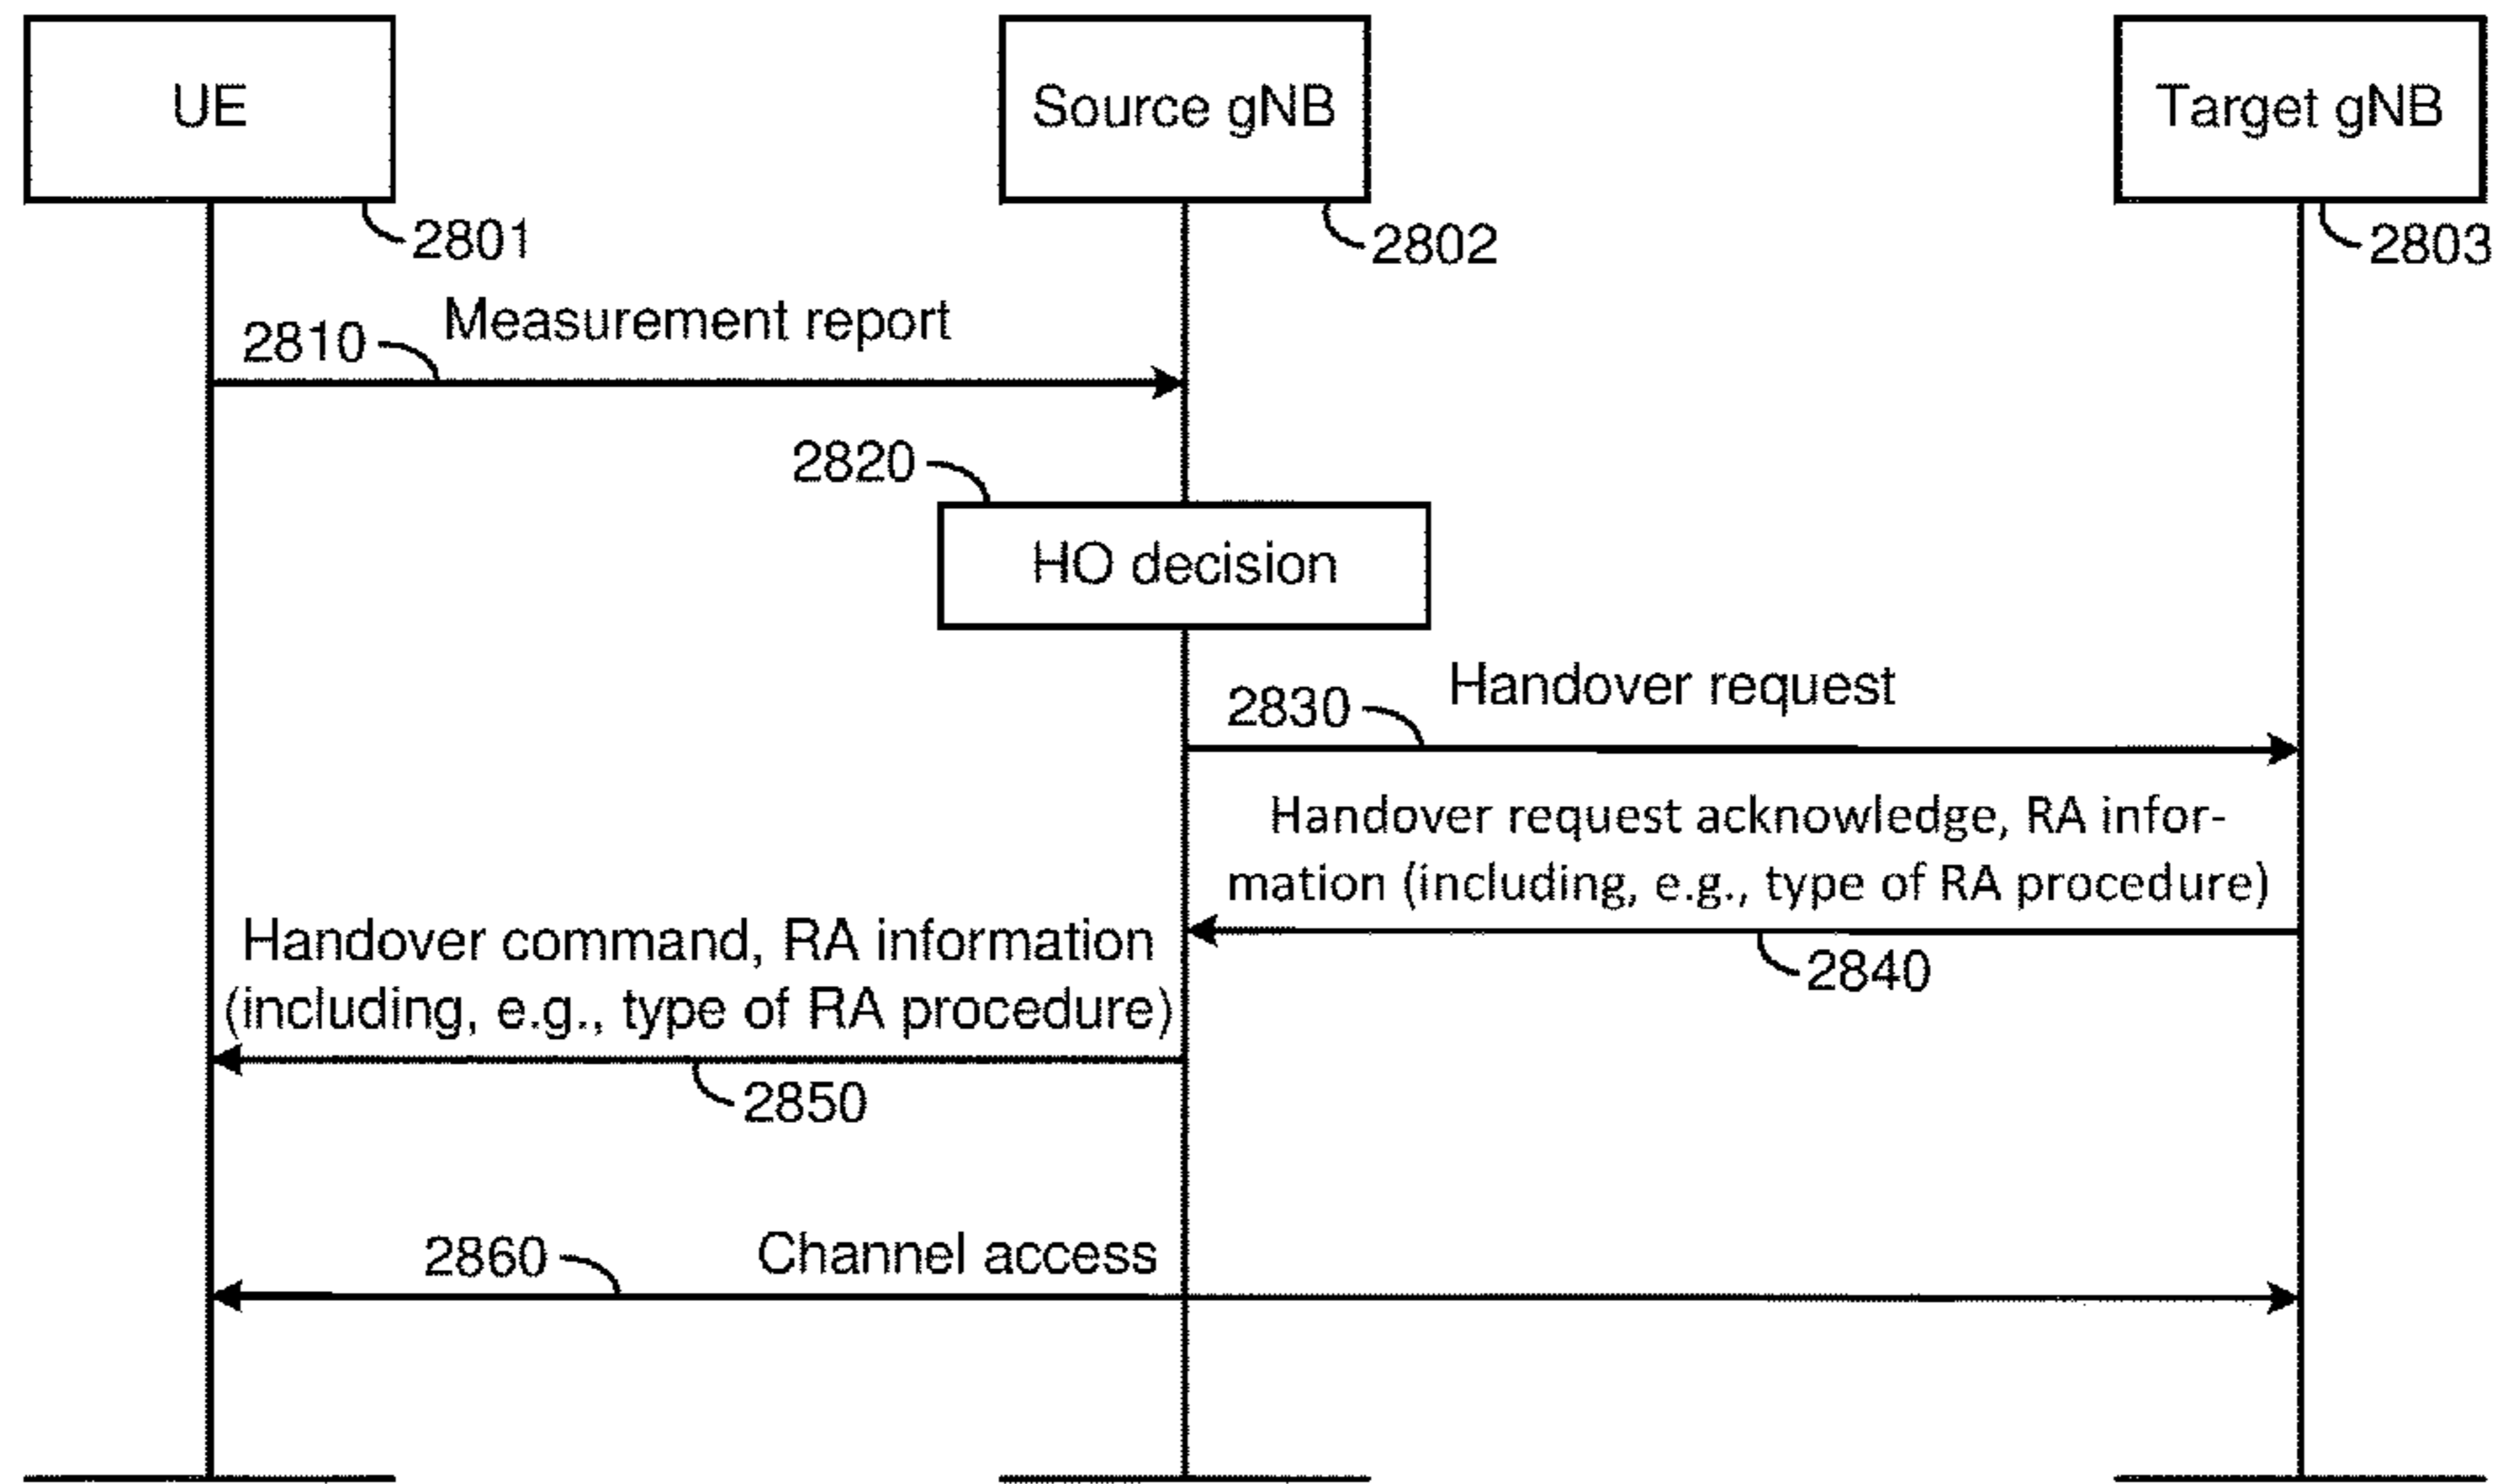 UE
Source gNB
Target gNB
2801
2802
2803
Measurement report
2810
2820
HO decision
Handover request
2830
Handover request acknowledge, RA infor-
mation (including, e.g., type of RA procedure)
2840
Handover command, RA information
(including, e.g., type of RA procedure)
2850
Channel access
2860